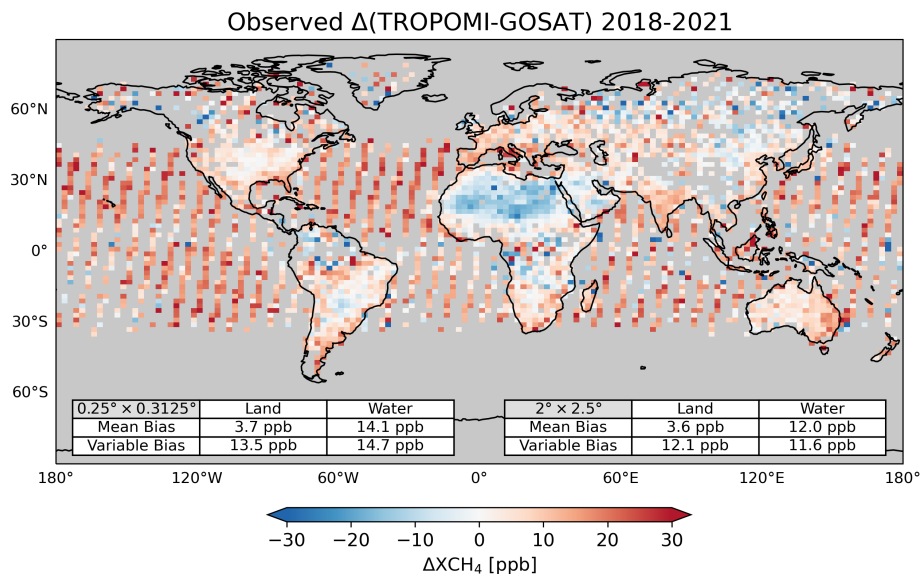 Observed Δ(TROPOMI-GOSAT) 2018-2021
60°N
30°N
0°
30°S
60°S
0.25° × 0.3125° Land Water
Mean Bias 3.7 ppb 14.1 ppb
Variable Bias 13.5 ppb 14.7 ppb
2° × 2.5° Land Water
Mean Bias 3.6 ppb 12.0 ppb
Variable Bias 12.1 ppb 11.6 ppb
180° 120°W 60°W 0° 60°E 120°E 180°
−30 −20 −10 0 10 20 30
ΔXCH₄ [ppb]